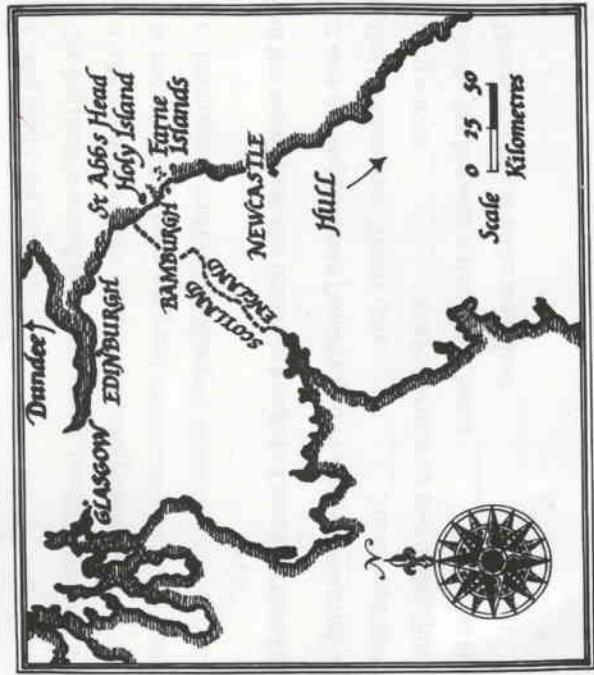 Dundee
St Abb's Head
Holy Island
Farne
Islands
GLASGOW
EDINBURGH
BAMBURGH
SCOTLAND
ENGLAND
NEWCASTLE
HULL
Scale
0 25 50
Kilometres